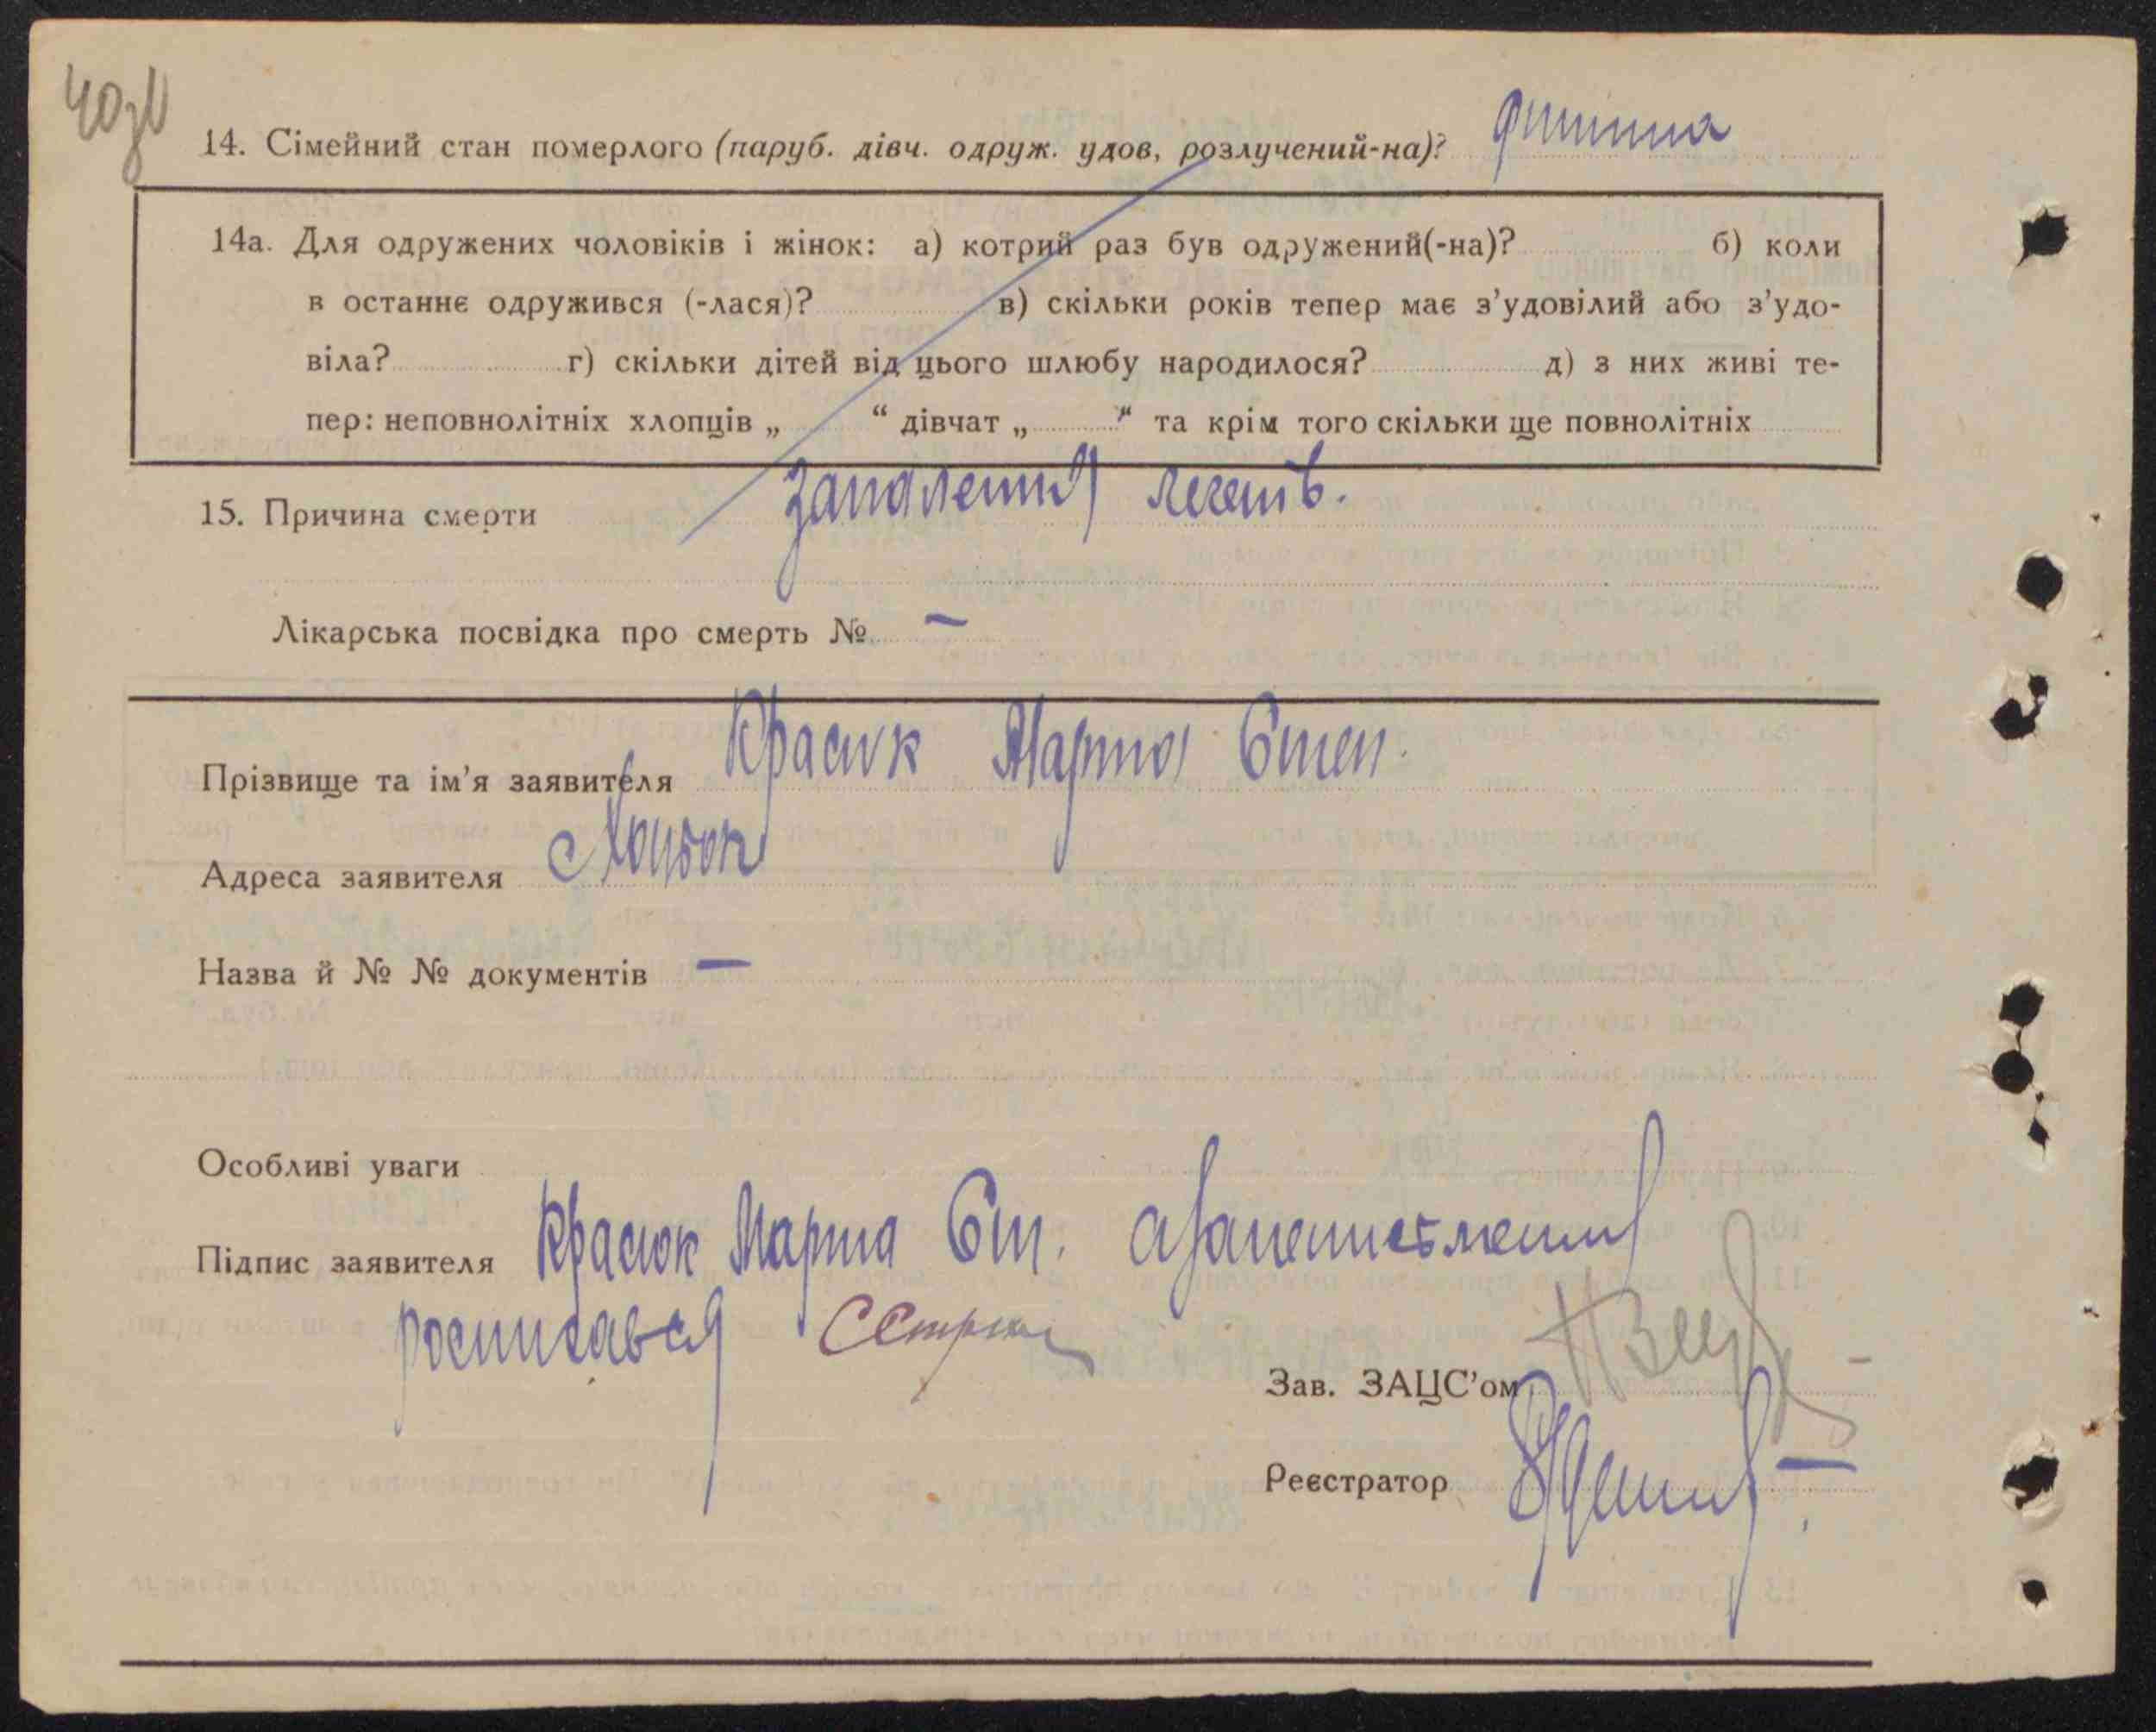 14. Сімейний стан померлого (паруб. дівч. одруж. удов, розлучений-на)? дитина
14а. Для одружених чоловіків і жінок: а) котрий раз був одружений(-на)? б) коли
в останнє одружився (-лася)? в) скільки років тепер має з’удовілий або з’удо-
віла? г) скільки дітей від цього шлюбу народилося? д) з них живі те-
пер: неповнолітніх хлопців „ “ дівчат „ “ та крім того скільки ще повнолітніх
15. Причина смерти запалення легенів.
Лікарська посвідка про смерть № —
Прізвище та ім’я заявителя Красюк Марта Степ.
Адреса заявителя
Назва й № № документів —
Особливі уваги
Підпис заявителя Красюк Марта Ст.
росписався
Зав. ЗАЦС’ом
Реєстратор